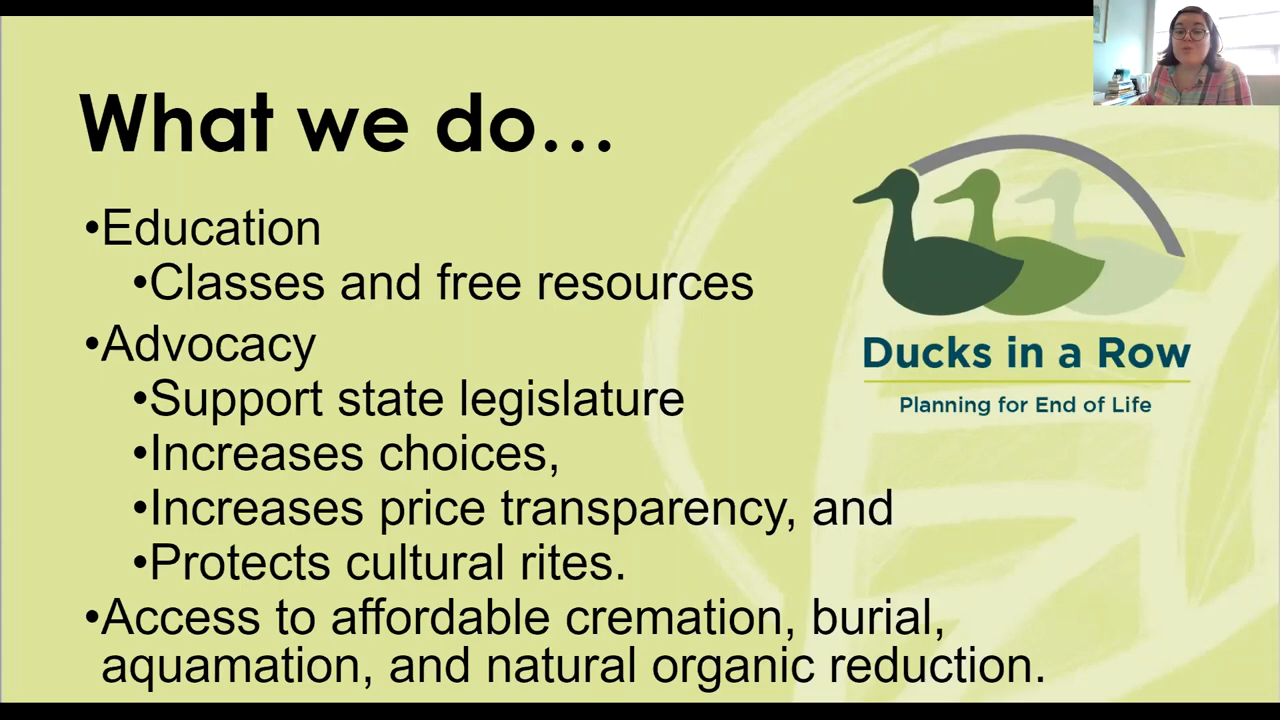 What we do…
•Education
•Classes and free resources
•Advocacy
•Support state legislature
•Increases choices,
•Increases price transparency, and
•Protects cultural rites.
•Access to affordable cremation, burial,
aquamation, and natural organic reduction.
Ducks in a Row
Planning for End of Life